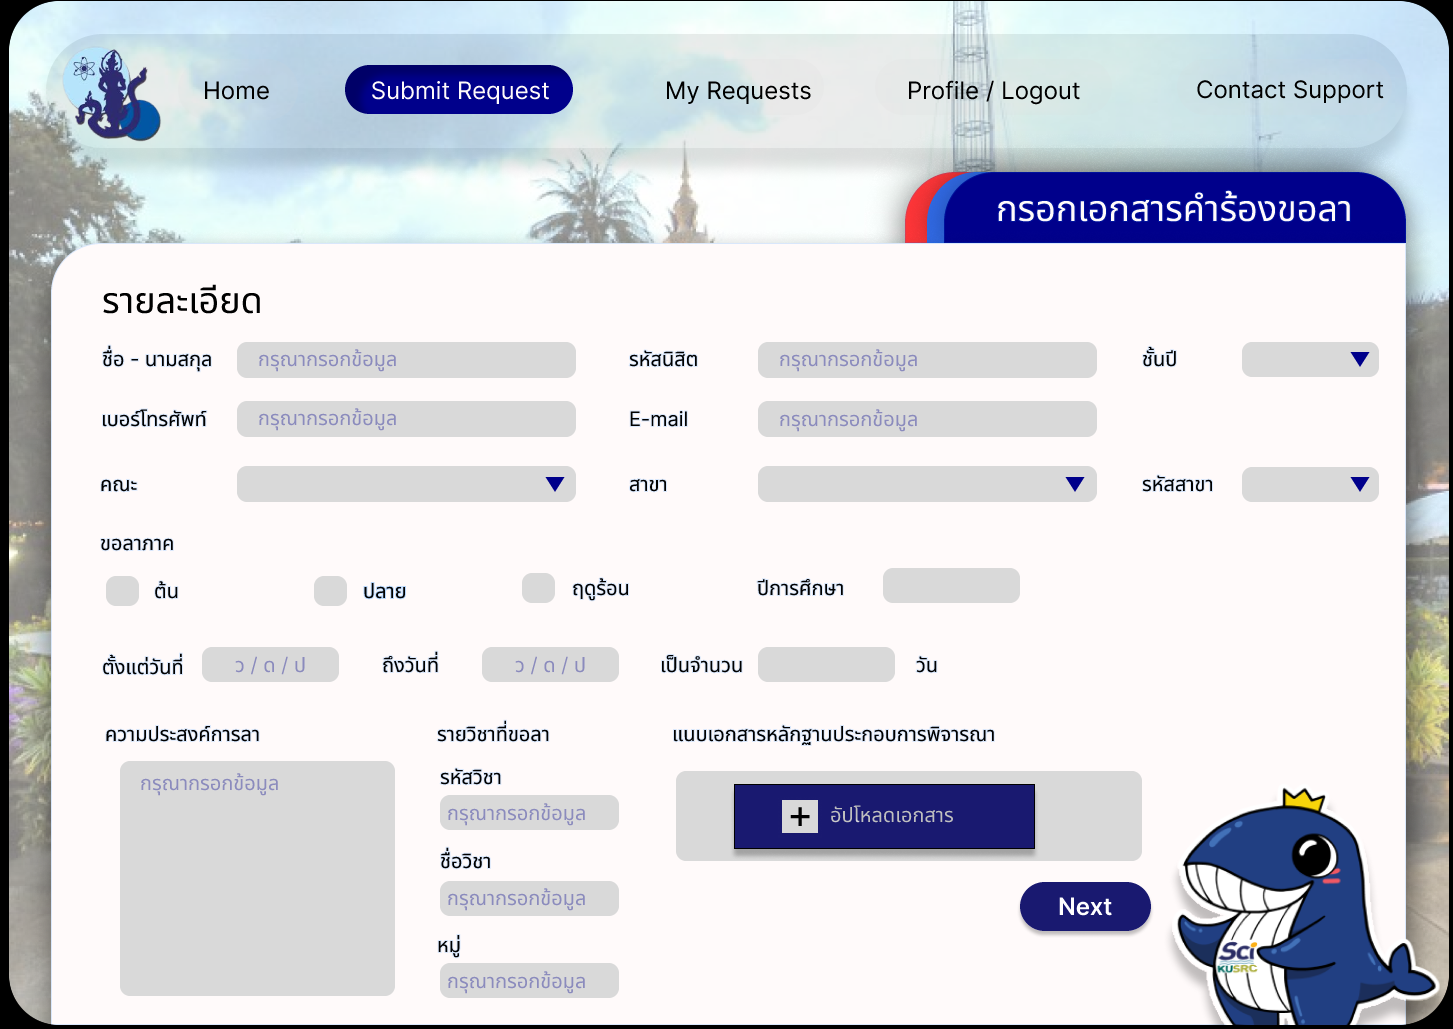 Home Submit Request My Requests Profile / Logout Contact Support
กรอกเอกสารคำร้องขอลา
รายละเอียด
ชื่อ - นามสกุล กรุณากรอกข้อมูล รหัสนิสิต กรุณากรอกข้อมูล ชั้นปี
เบอร์โทรศัพท์ กรุณากรอกข้อมูล E-mail กรุณากรอกข้อมูล
คณะ สาขา รหัสสาขา
ขอลาภาค
ต้น ปลาย ฤดูร้อน ปีการศึกษา
ตั้งแต่วันที่ ว / ด / ป ถึงวันที่ ว / ด / ป เป็นจำนวน วัน
ความประสงค์การลา รายวิชาที่ขอลา แนบเอกสารหลักฐานประกอบการพิจารณา
กรุณากรอกข้อมูล
รหัสวิชา
กรุณากรอกข้อมูล
ชื่อวิชา
กรุณากรอกข้อมูล
หมู่
กรุณากรอกข้อมูล
+ อัปโหลดเอกสาร
Next
Sci
KUSRC